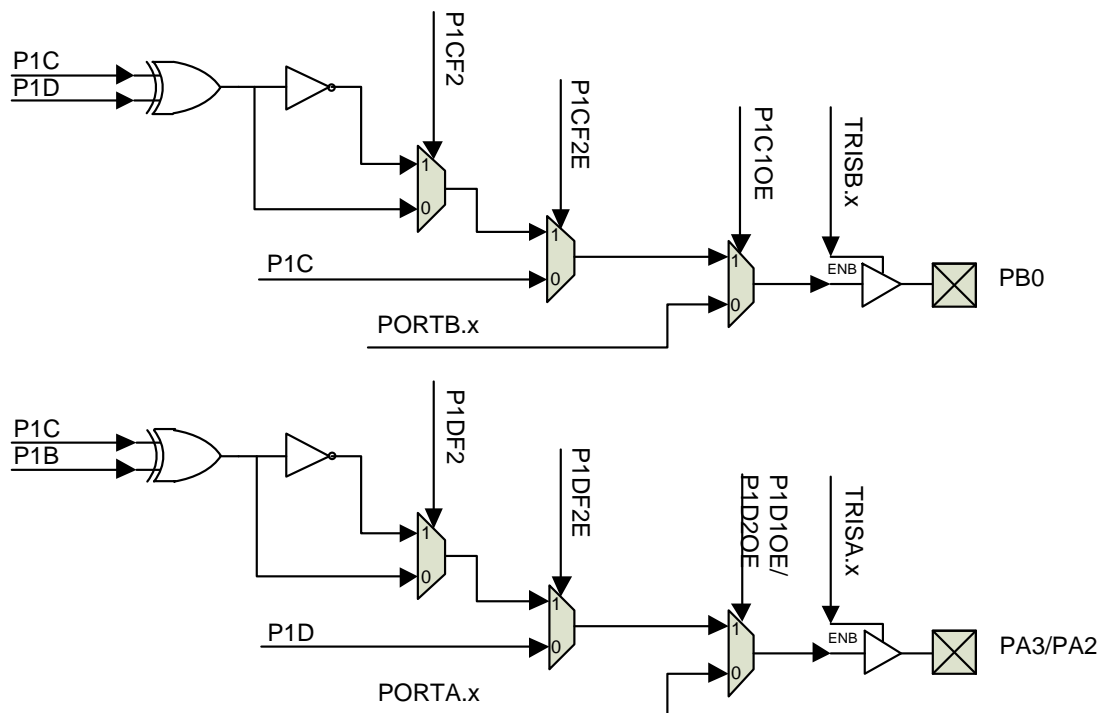 P1C
P1D
P1CF2
1
0
P1CF2E
1
0
P1C
P1C1OE
1
0
PORTB.x
TRISB.x
ENB
PB0
P1C
P1B
P1DF2
1
0
P1DF2E
1
0
P1D
P1D1OE/
P1D2OE
1
0
PORTA.x
TRISA.x
ENB
PA3/PA2